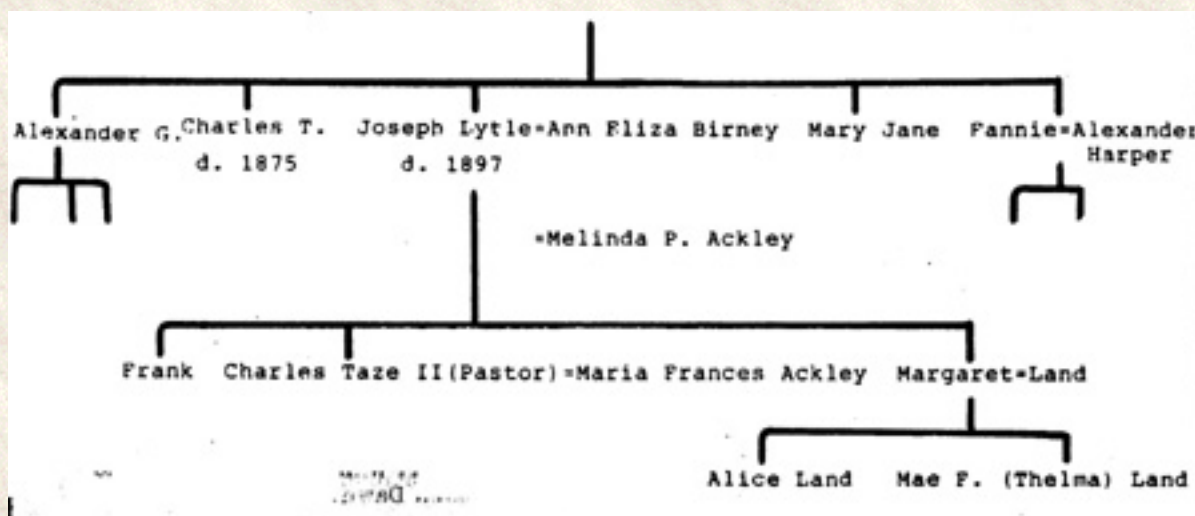 Alexander G. Charles T. Joseph Lytle=Ann Eliza Birney Mary Jane Fannie=Alexander
d. 1875 d. 1897 Harper
=Melinda P. Ackley
Frank Charles Taze II(Pastor)=Maria Frances Ackley Margaret=Land
Alice Land Mae F. (Thelma) Land